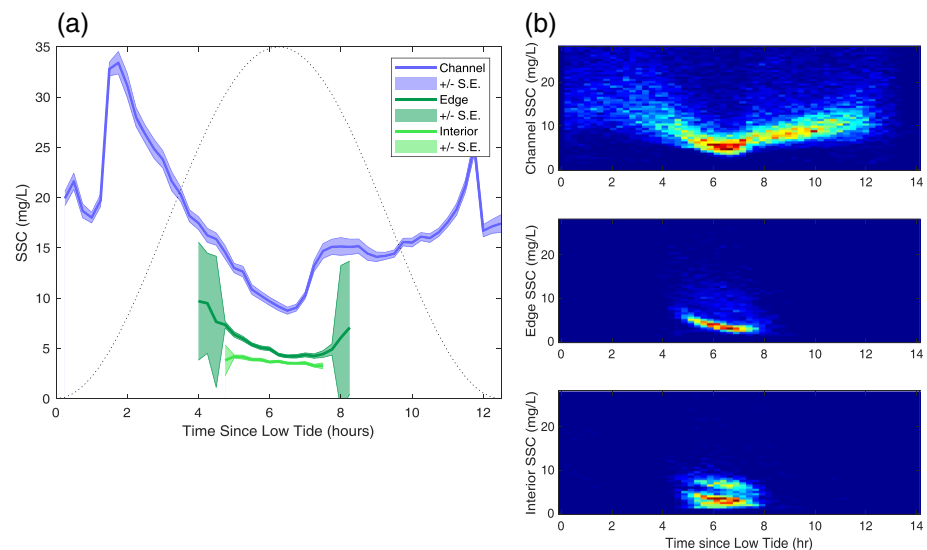 (a)
35
30
25
20
15
10
5
0
SSC (mg/L)
0 2 4 6 8 10 12
Time Since Low Tide (hours)
Channel
+/- S.E.
Edge
+/- S.E.
Interior
+/- S.E.
(b)
Channel SSC (mg/L)
20
10
0
0 2 4 6 8 10 12 14
Edge SSC (mg/L)
20
10
0
0 2 4 6 8 10 12 14
Interior SSC (mg/L)
20
10
0
0 2 4 6 8 10 12 14
Time since Low Tide (hr)